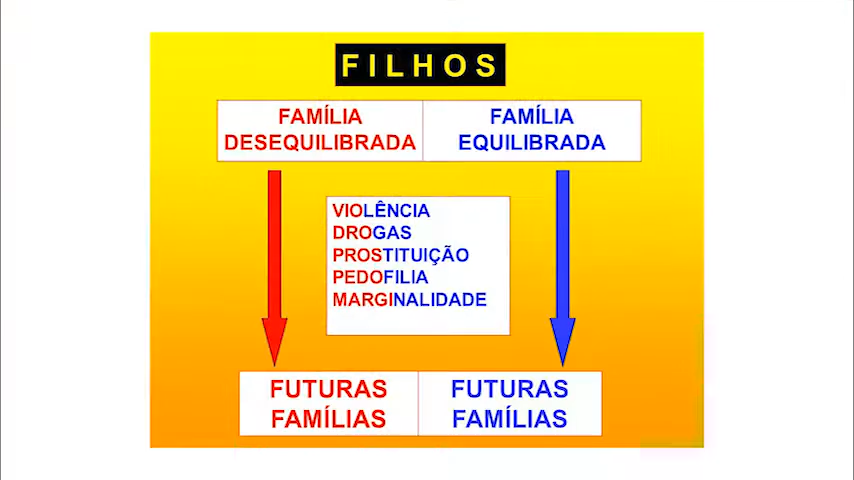 FILHOS
FAMÍLIA
DESEQUILIBRADA
FAMÍLIA
EQUILIBRADA
VIOLÊNCIA
DROGAS
PROSTITUIÇÃO
PEDOFILIA
MARGINALIDADE
FUTURAS
FAMÍLIAS
FUTURAS
FAMÍLIAS